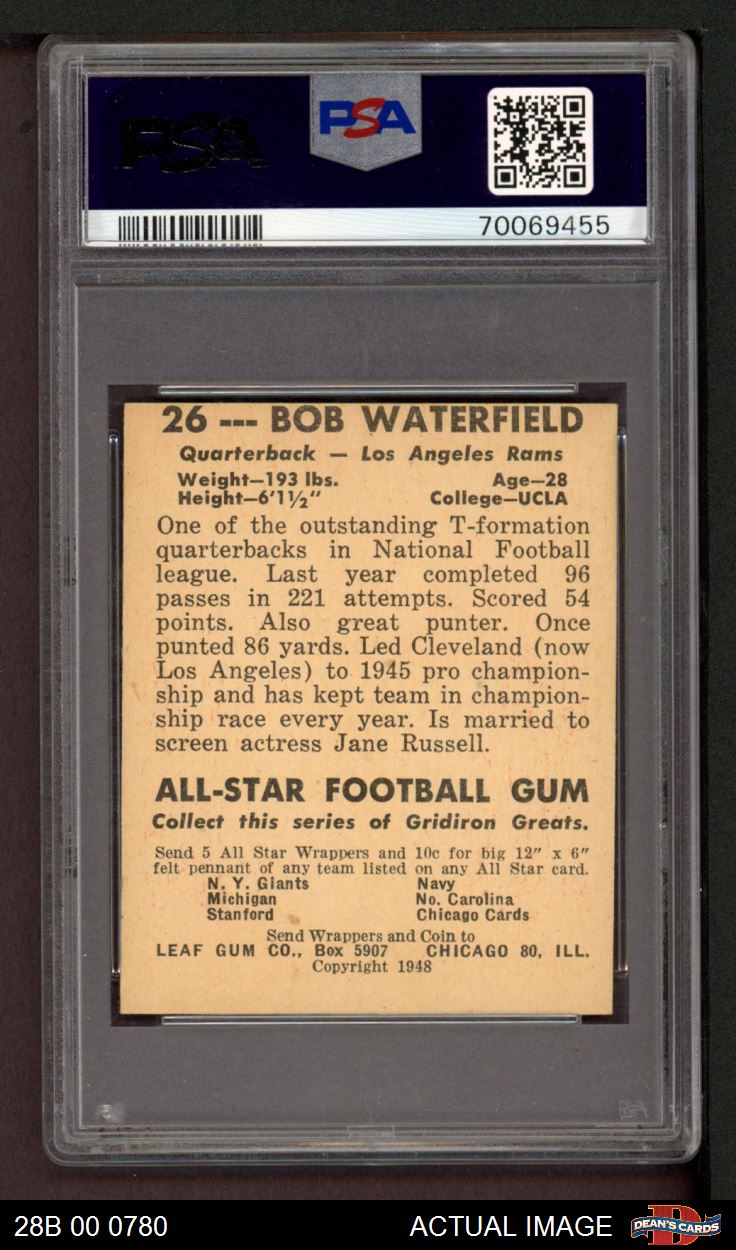 PSA
PSA
70069455
26 --- BOB WATERFIELD
Quarterback — Los Angeles Rams
Weight—193 lbs. Age—28
Height—6'1½" College—UCLA
One of the outstanding T-formation
quarterbacks in National Football
league. Last year completed 96
passes in 221 attempts. Scored 54
points. Also great punter. Once
punted 86 yards. Led Cleveland (now
Los Angeles) to 1945 pro champion-
ship and has kept team in champion-
ship race every year. Is married to
screen actress Jane Russell.
ALL-STAR FOOTBALL GUM
Collect this series of Gridiron Greats.
Send 5 All Star Wrappers and 10c for big 12" x 6"
felt pennant of any team listed on any All Star card.
N. Y. Giants Navy
Michigan No. Carolina
Stanford Chicago Cards
Send Wrappers and Coin to
LEAF GUM CO., Box 5907 CHICAGO 80, ILL.
Copyright 1948
28B 00 0780 ACTUAL IMAGE DEAN'S CARDS